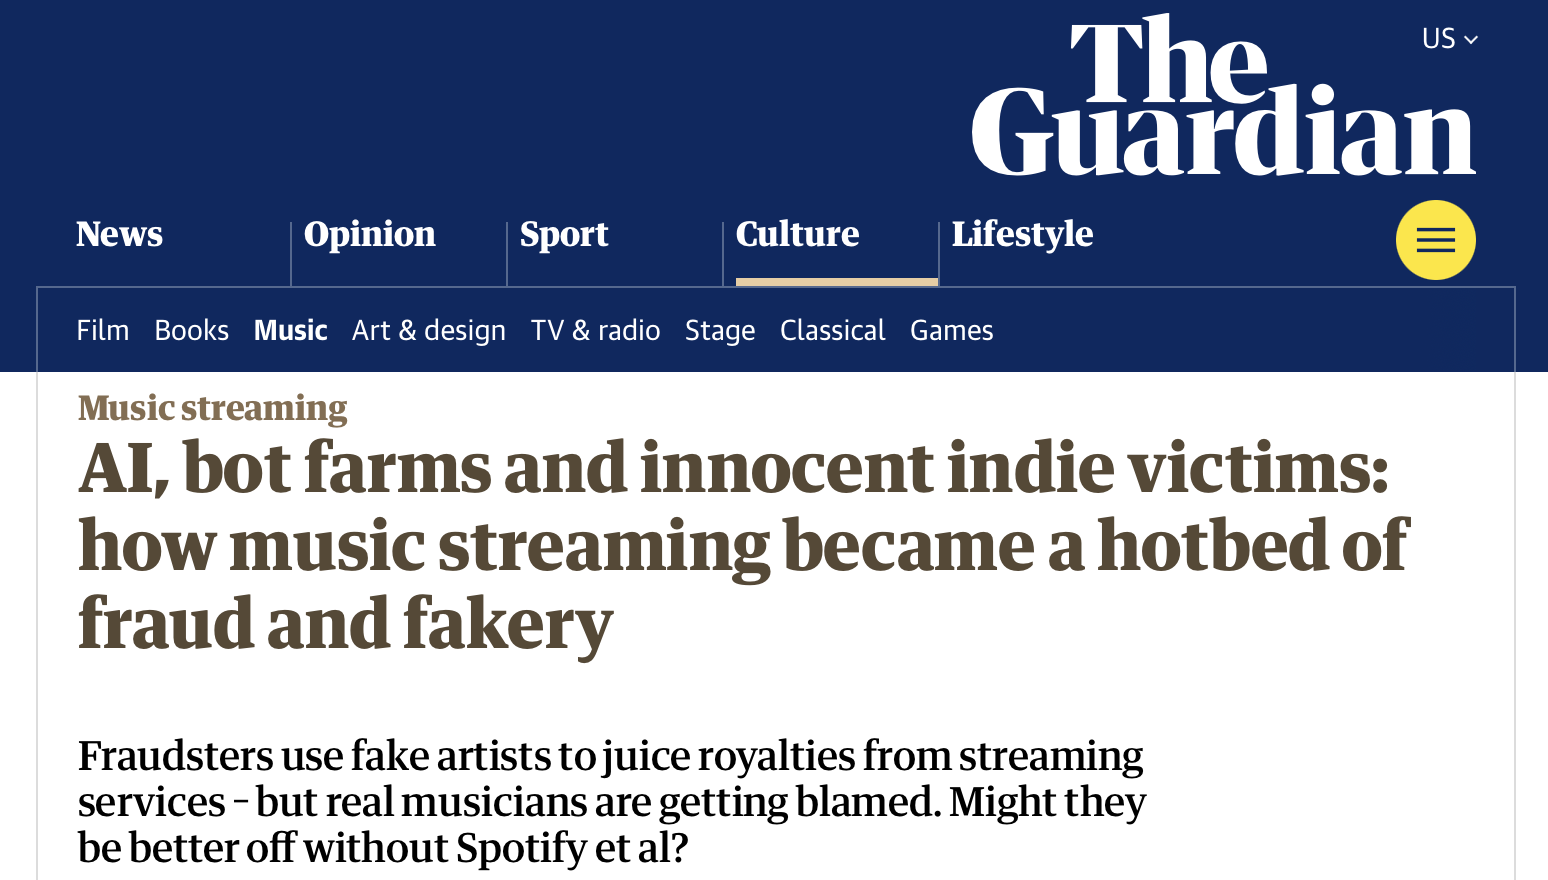 US
The
Guardian
News Opinion Sport Culture Lifestyle
Film Books Music Art & design TV & radio Stage Classical Games
Music streaming
AI, bot farms and innocent indie victims:
how music streaming became a hotbed of
fraud and fakery
Fraudsters use fake artists to juice royalties from streaming
services – but real musicians are getting blamed. Might they
be better off without Spotify et al?